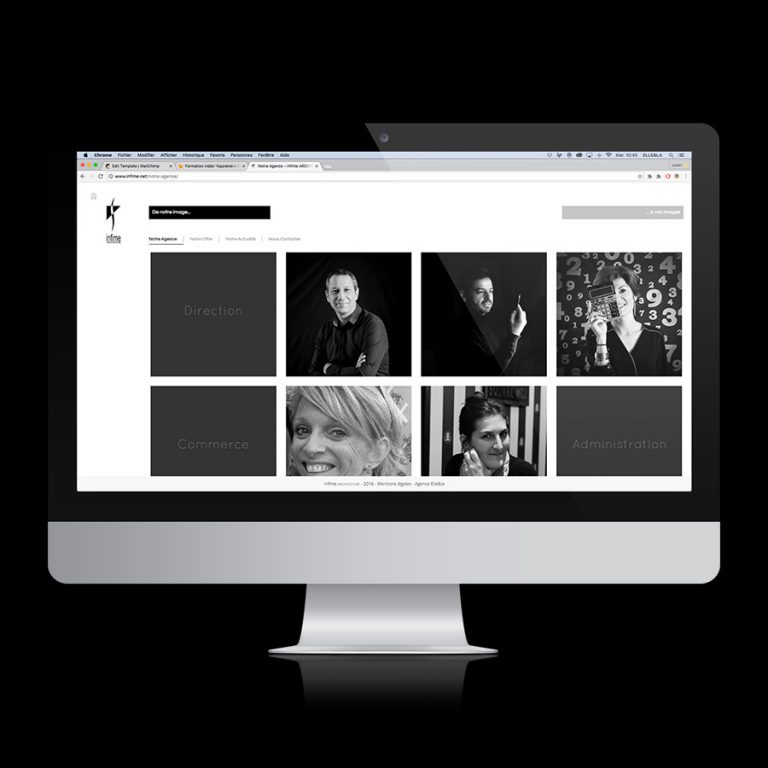 Chrome Fichier Modifier Afficher Historique Favoris Personnes Fenêtre Aide
Mar. 10:45 ELLE&LA
Edit Template | MailChimp
Formation vidéo "Apprendre
Notre Agence – Infime ARCHI
Julien
www.infime.net/notre-agence/
De notre image...
... à vos images
infime
Notre Agence | Notre Offre | Notre Actualité | Nous Contacter
Direction
Commerce
Administration
infime ARCHITECTURE - 2016 - Mentions légales - Agence Elle&la